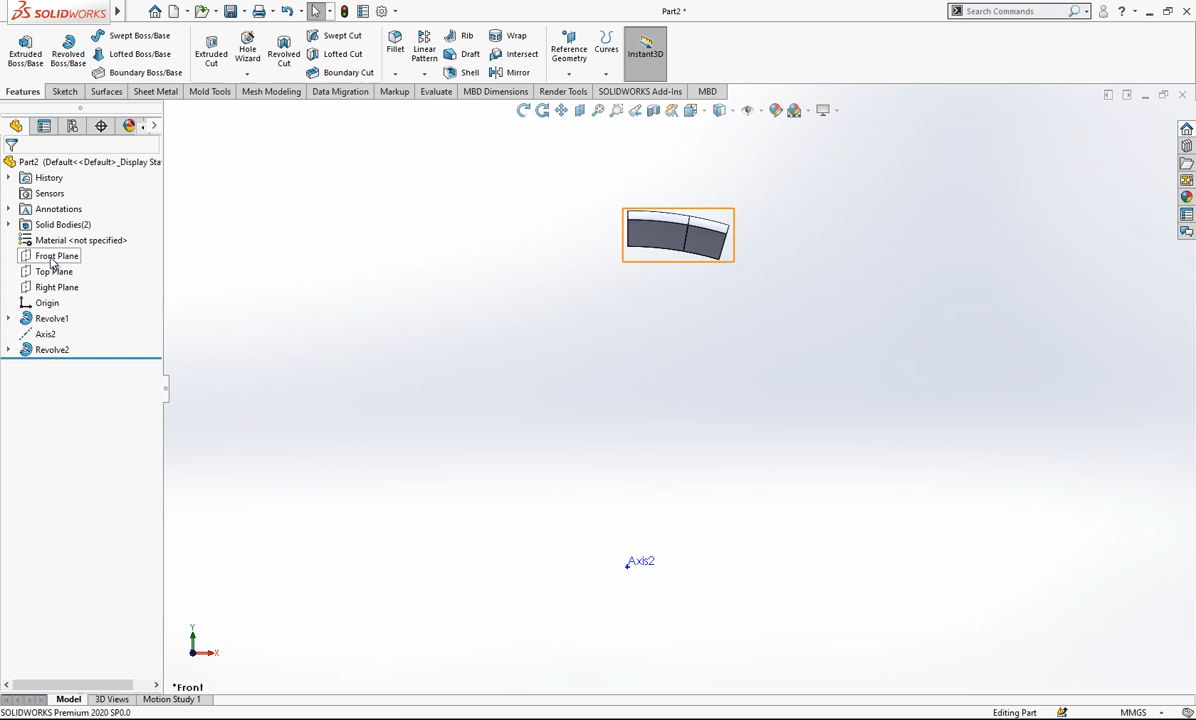 SOLIDWORKS
Part2 *
Search Commands
Extruded Boss/Base
Revolved Boss/Base
Swept Boss/Base
Lofted Boss/Base
Boundary Boss/Base
Extruded Cut
Hole Wizard
Revolved Cut
Swept Cut
Lofted Cut
Boundary Cut
Fillet
Linear Pattern
Rib
Draft
Shell
Wrap
Intersect
Mirror
Reference Geometry
Curves
Instant3D
Features
Sketch
Surfaces
Sheet Metal
Mold Tools
Mesh Modeling
Data Migration
Markup
Evaluate
MBD Dimensions
Render Tools
SOLIDWORKS Add-Ins
MBD
Part2 (Default<<Default>_Display Sta
History
Sensors
Annotations
Solid Bodies(2)
Material <not specified>
Front Plane
Top Plane
Right Plane
Origin
Revolve1
Axis2
Revolve2
Axis2
Y
X
*Front
Model
3D Views
Motion Study 1
SOLIDWORKS Premium 2020 SP0.0
Editing Part
MMGS